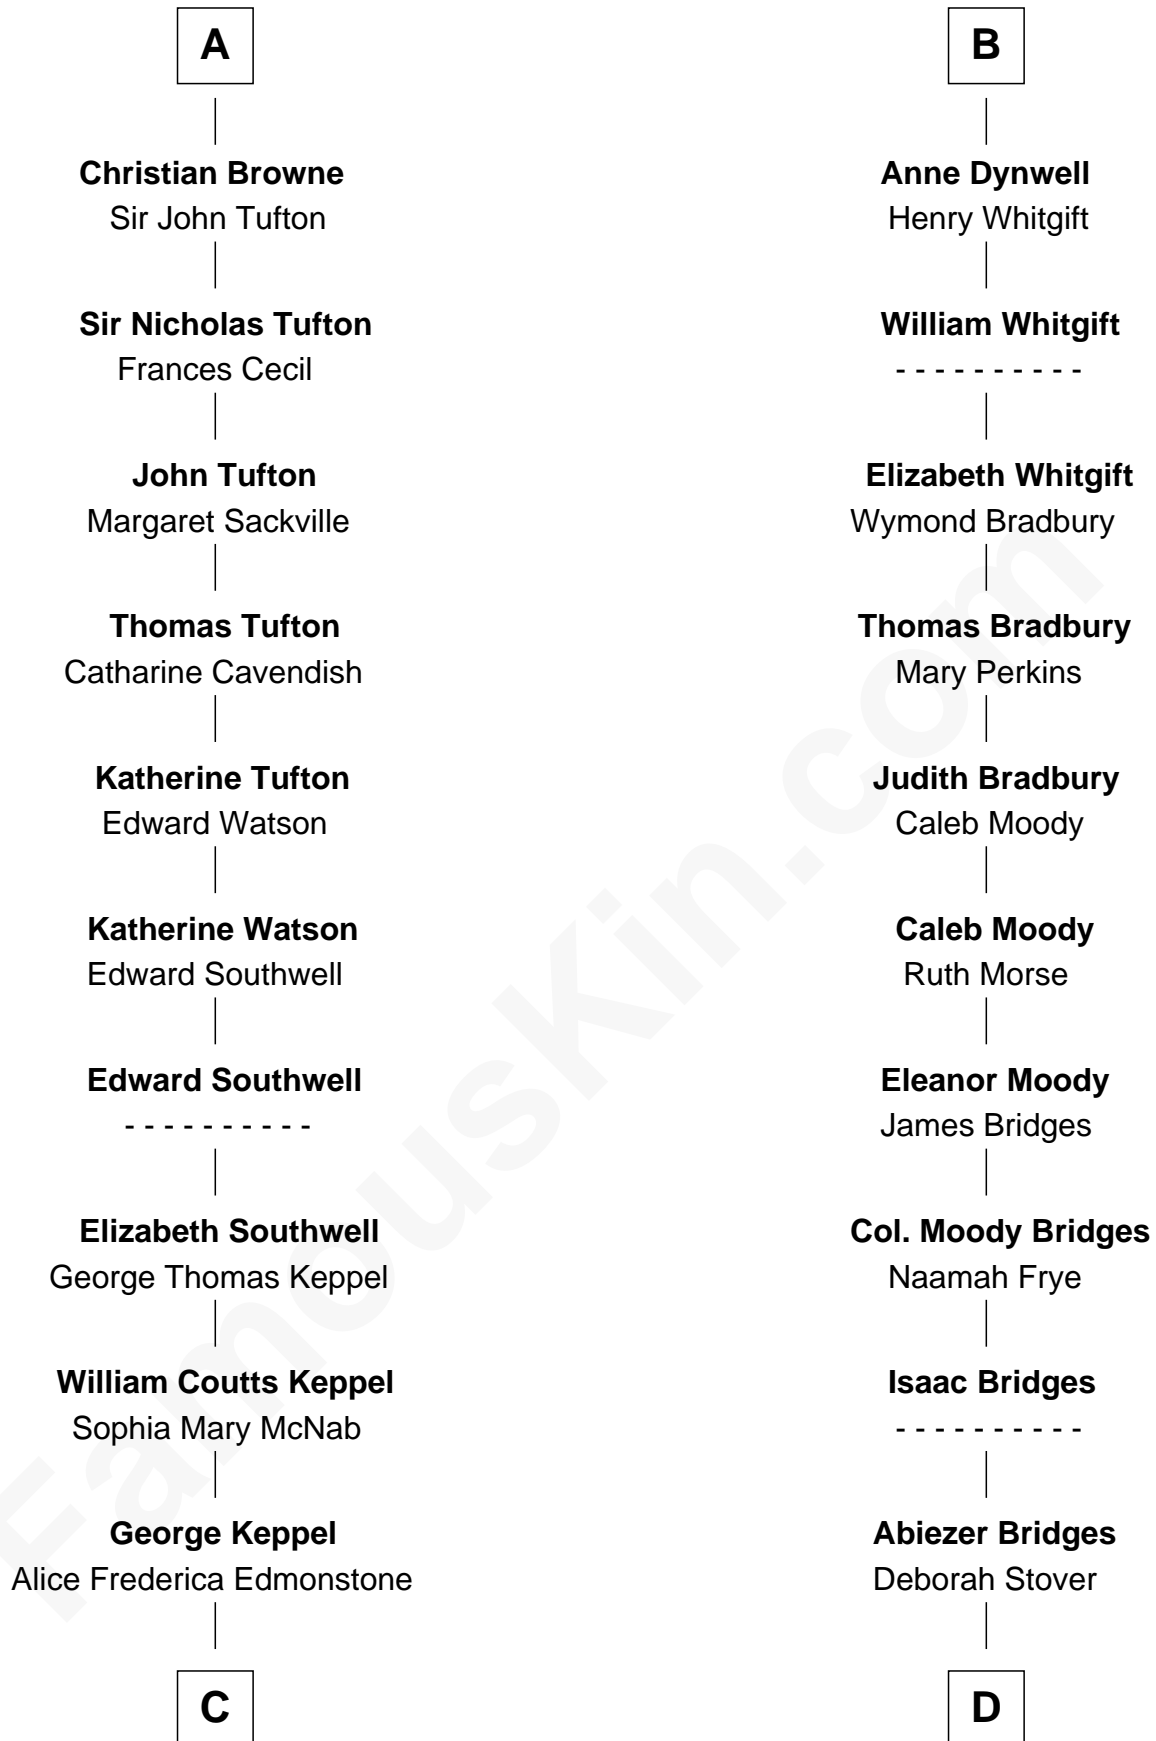 A
Christian Browne
Sir John Tufton
Sir Nicholas Tufton
Frances Cecil
John Tufton
Margaret Sackville
Thomas Tufton
Catharine Cavendish
Katherine Tufton
Edward Watson
Katherine Watson
Edward Southwell
Edward Southwell
- - - - - - - - - -
Elizabeth Southwell
George Thomas Keppel
William Coutts Keppel
Sophia Mary McNab
George Keppel
Alice Frederica Edmonstone
C
B
Anne Dynwell
Henry Whitgift
William Whitgift
- - - - - - - - - -
Elizabeth Whitgift
Wymond Bradbury
Thomas Bradbury
Mary Perkins
Judith Bradbury
Caleb Moody
Caleb Moody
Ruth Morse
Eleanor Moody
James Bridges
Col. Moody Bridges
Naamah Frye
Isaac Bridges
- - - - - - - - - -
Abiezer Bridges
Deborah Stover
D
FamousKin.com